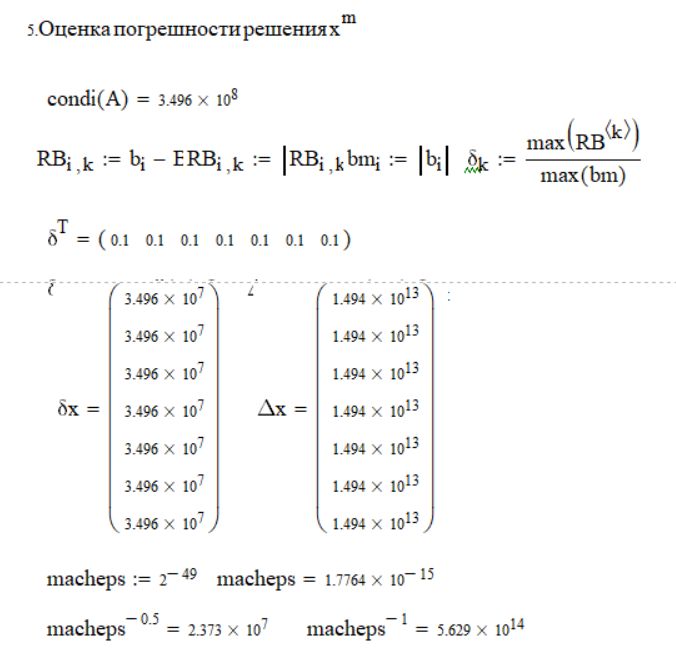 5.Оценка погрешности решения x^m
condi(A) = 3.496 × 10^8
RB_i,k := b_i − ERB_i,k := |RB_i,k bm_i := |b_i| δ_k := max(RB^⟨k⟩) / max(bm)
δ^T = ( 0.1 0.1 0.1 0.1 0.1 0.1 0.1 )
3.496 × 10^7 1.494 × 10^13
3.496 × 10^7 1.494 × 10^13
3.496 × 10^7 1.494 × 10^13
δx = 3.496 × 10^7 Δx = 1.494 × 10^13
3.496 × 10^7 1.494 × 10^13
3.496 × 10^7 1.494 × 10^13
3.496 × 10^7 1.494 × 10^13
macheps := 2^−49 macheps = 1.7764 × 10^−15
macheps^−0.5 = 2.373 × 10^7 macheps^−1 = 5.629 × 10^14